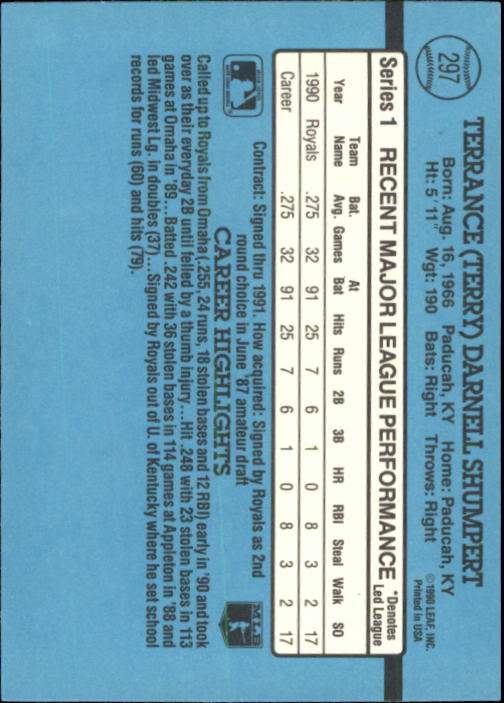 297
TERRANCE (TERRY) DARNELL SHUMPERT
Born: Aug. 16, 1966 Paducah, KY Home: Paducah, KY
Ht: 5'11" Wgt: 190 Bats: Right Throws: Right
©1990 LEAF, INC.
Printed in USA
Series 1 RECENT MAJOR LEAGUE PERFORMANCE *Denotes Led League
Year Team Name Bat. Avg. Games At Bat Hits Runs 2B 3B HR RBI Steal Walk SO
1990 Royals .275 32 91 25 7 6 1 0 8 3 2 17
Career .275 32 91 25 7 6 1 0 8 3 2 17
Contract: Signed thru 1991. How acquired: Signed by Royals as 2nd
round choice in June '87 amateur draft
MLB
CAREER HIGHLIGHTS
Called up to Royals from Omaha (.255, 24 runs, 18 stolen bases and 12 RBI) early in '90 and took
over as their everyday 2B until felled by a thumb injury...Hit .248 with 23 stolen bases in 113
games at Omaha in '89...Batted .242 with 36 stolen bases in 114 games at Appleton in '88 and
led Midwest Lg. in doubles (37)...Signed by Royals out of U. of Kentucky where he set school
records for runs (60) and hits (79).